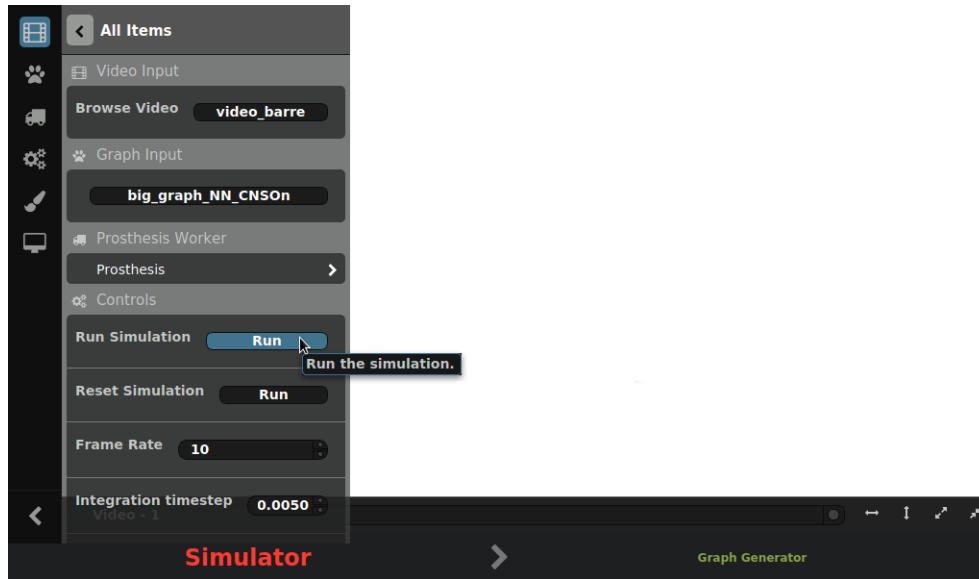 All Items
Video Input
Browse Video video_barre
Graph Input
big_graph_NN_CNSOn
Prosthesis Worker
Prosthesis
Controls
Run Simulation Run
Run the simulation.
Reset Simulation Run
Frame Rate 10
Integration timestep 0.0050
Video - 1
Simulator Graph Generator